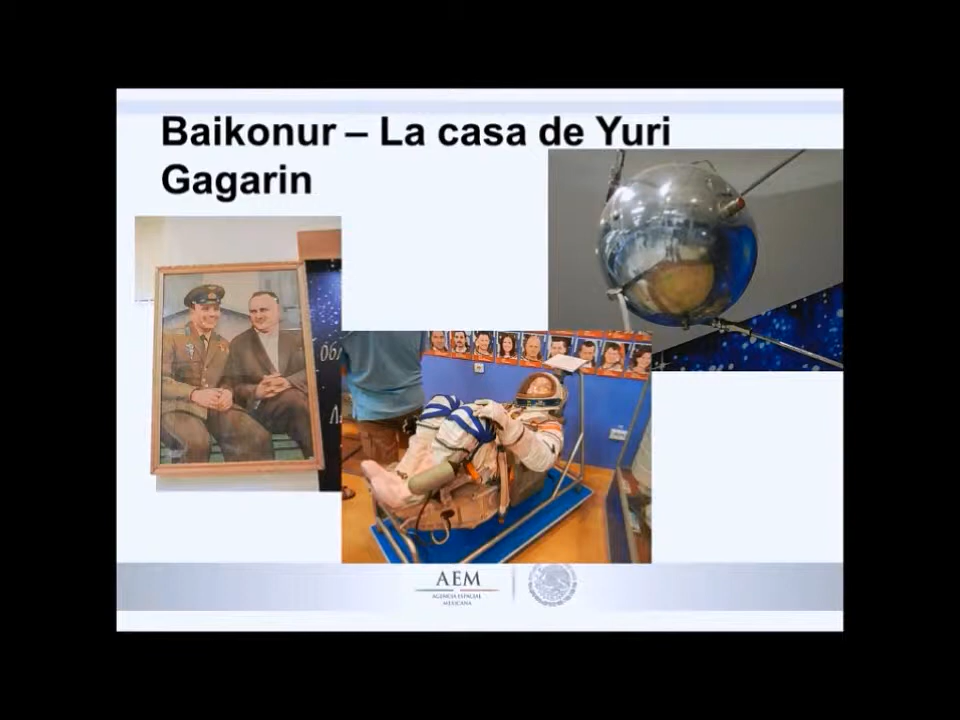 Baikonur – La casa de Yuri
Gagarin
AEM
AGENCIA ESPACIAL
MEXICANA